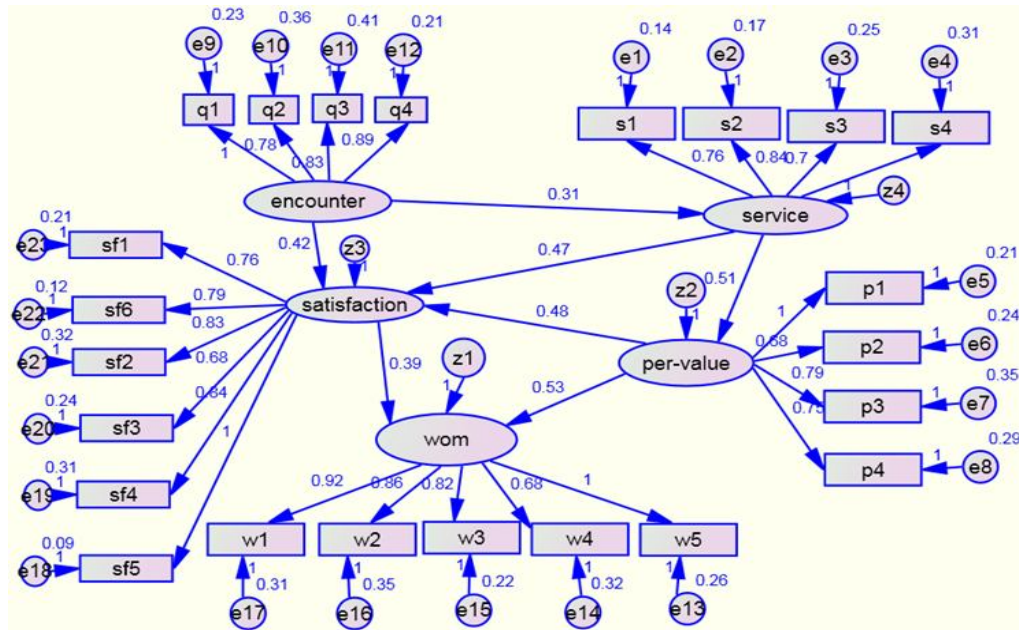 0.23 0.36 0.41 0.21
e9 e10 e11 e12
1 1 1 1
q1 q2 q3 q4
1 0.78 0.83 0.89
encounter
0.14 0.17 0.25 0.31
e1 e2 e3 e4
1 1 1 1
s1 s2 s3 s4
0.76 0.84 0.7
1 z4
service
0.31
0.42
z3
1
0.47
0.51
0.21
e23 1 sf1
0.76
0.12
e22 1 sf6
0.79
0.32
e21 1 sf2
0.83
0.68
0.24
e20 1 sf3
0.84
0.31
e19 1 sf4
1
0.09
e18 1 sf5
satisfaction
0.48
z2
1
per-value
0.21
p1 1 e5
1
0.24
p2 1 e6
0.68
0.35
p3 1 e7
0.79
0.29
p4 1 e8
0.75
0.39
z1
1
0.53
wom
0.92 0.86 0.82 0.68 1
w1 w2 w3 w4 w5
1 1 1 1 1
0.31 0.35 0.22 0.32 0.26
e17 e16 e15 e14 e13